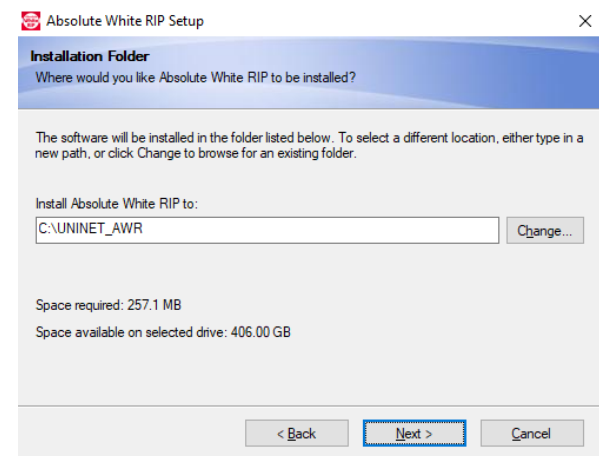 Absolute White RIP Setup
Installation Folder
Where would you like Absolute White RIP to be installed?
The software will be installed in the folder listed below. To select a different location, either type in a
new path, or click Change to browse for an existing folder.
Install Absolute White RIP to:
C:\UNINET_AWR
Change...
Space required: 257.1 MB
Space available on selected drive: 406.00 GB
< Back
Next >
Cancel